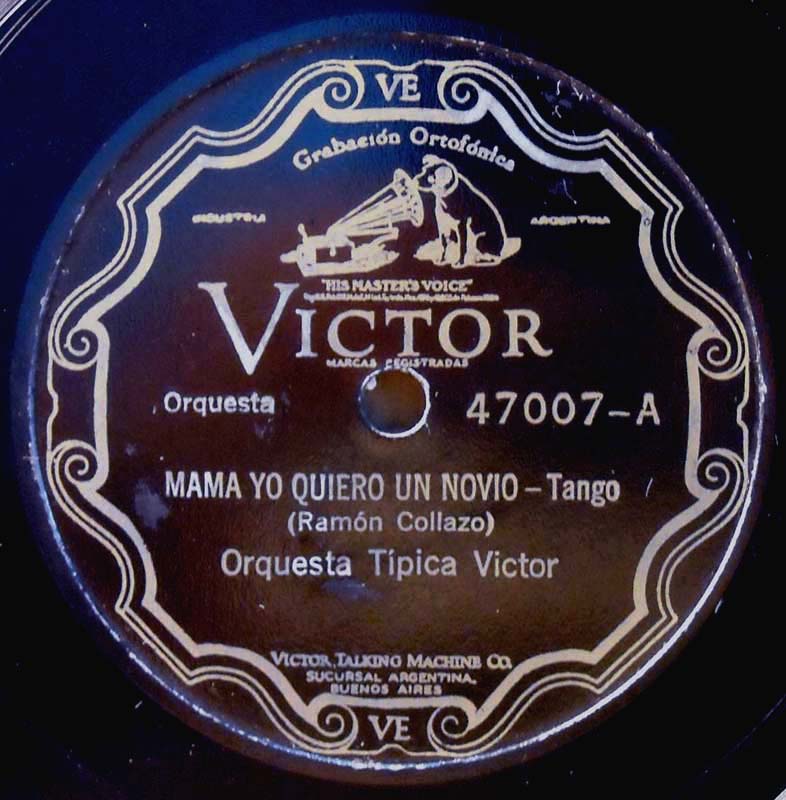 VE
Grabación Ortofónica
INDUSTRIA ARGENTINA
"HIS MASTER'S VOICE"
VICTOR
MARCAS REGISTRADAS
Orquesta 47007-A
MAMA YO QUIERO UN NOVIO - Tango
(Ramón Collazo)
Orquesta Típica Victor
VICTOR TALKING MACHINE CO.
SUCURSAL ARGENTINA,
BUENOS AIRES
VE